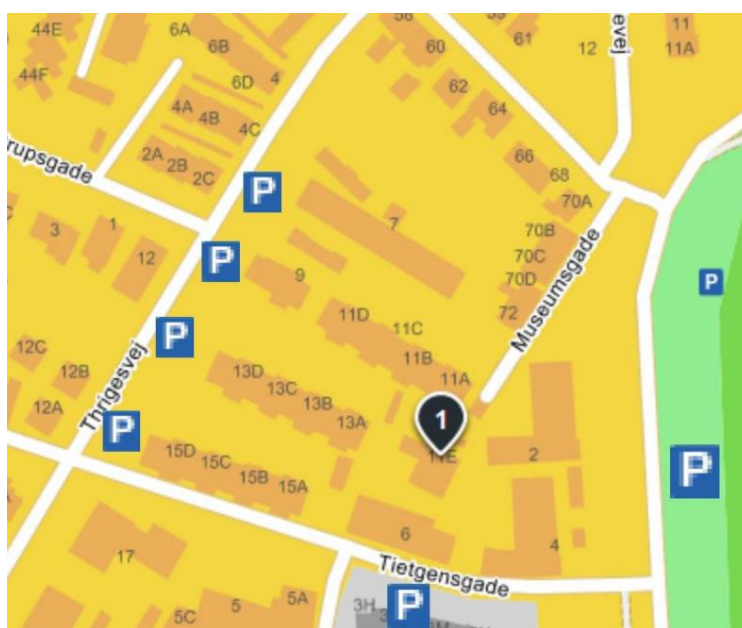 44E
6A
6B
58
60
61
evej
12
11
11A
44F
6D
4
62
64
4A
4B
4C
rupsgade
2A
2B
2C
66
68
70A
P
3
1
12
7
70B
70C
70D
72
Museumsgade
P
P
9
11D
11C
11B
11A
12C
12B
12A
Thrigesvej
P
13D
13C
13B
13A
1
11E
P
15D
15C
15B
15A
2
P
6
4
17
Tietgensgade
5C
5
5A
3H
P